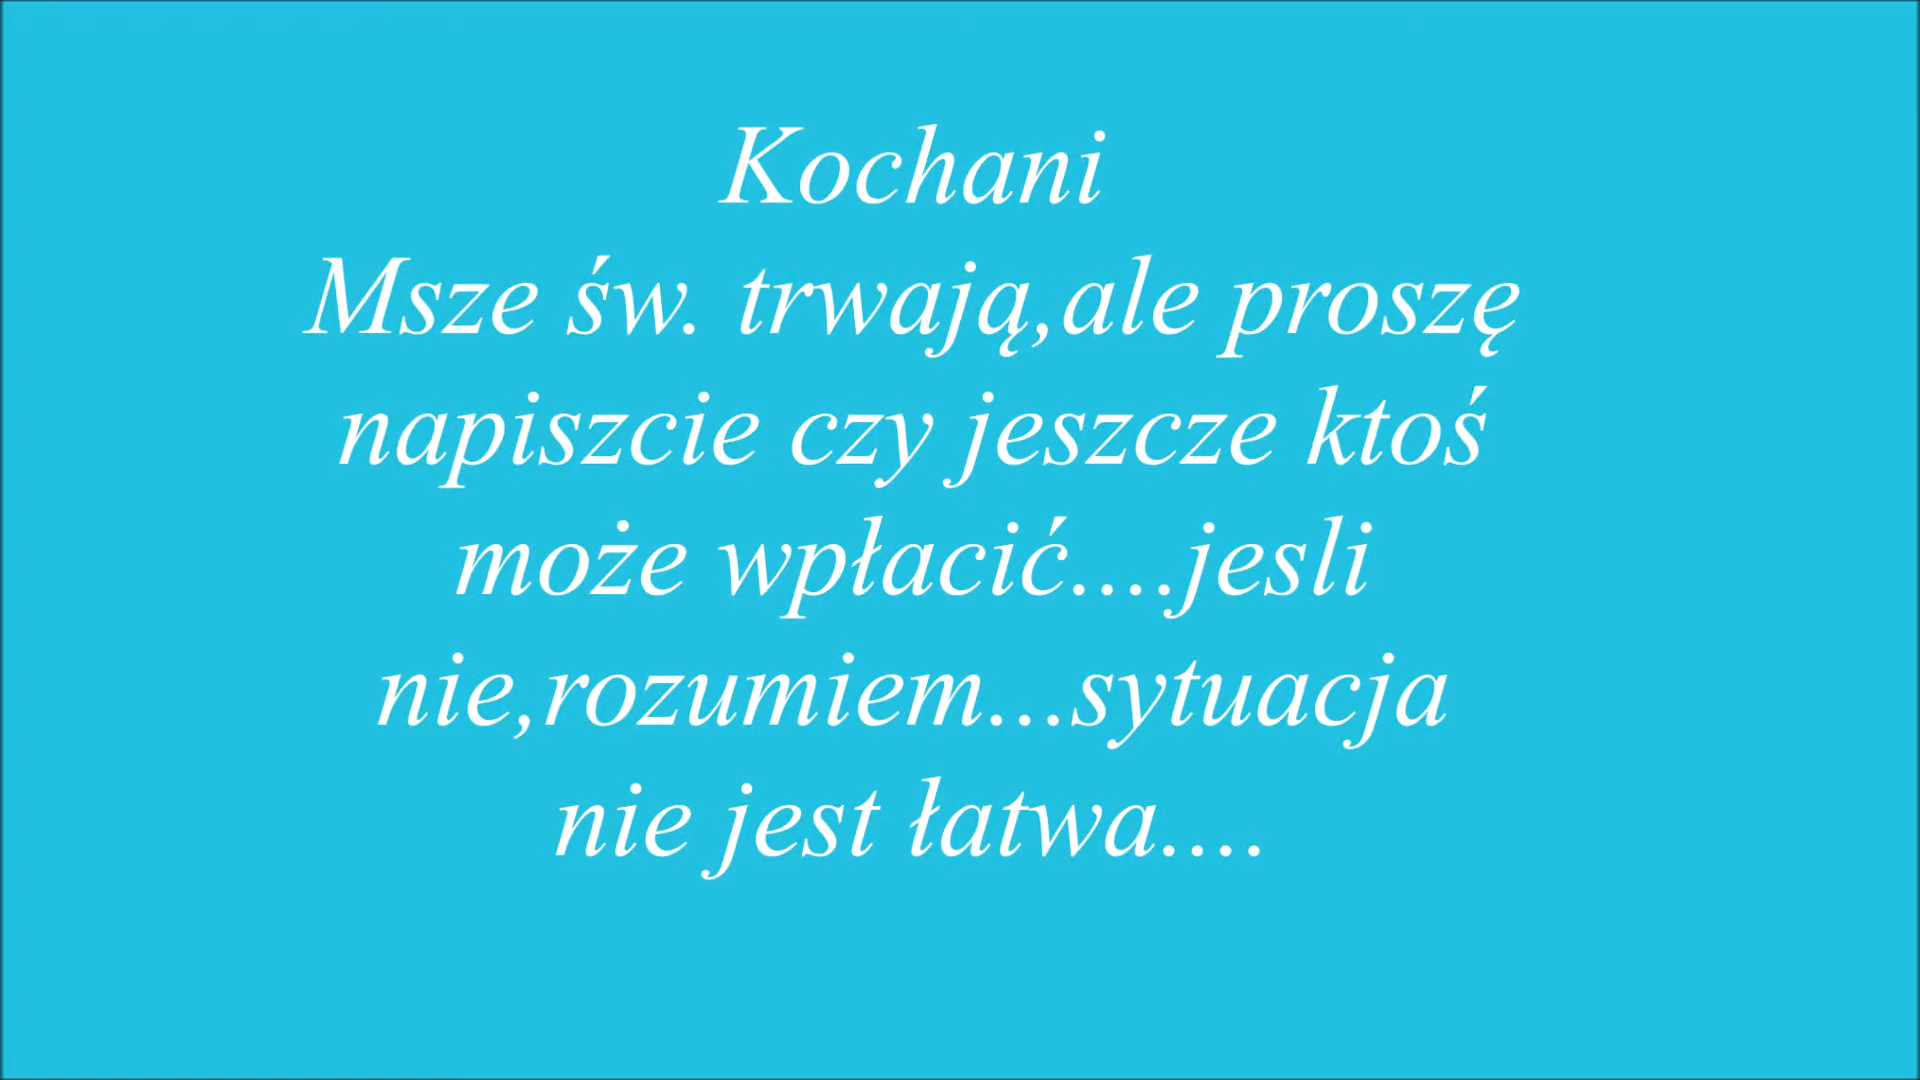 Kochani
Msze św. trwają,ale proszę
napiszcie czy jeszcze ktoś
może wpłacić....jesli
nie,rozumiem...sytuacja
nie jest łatwa....